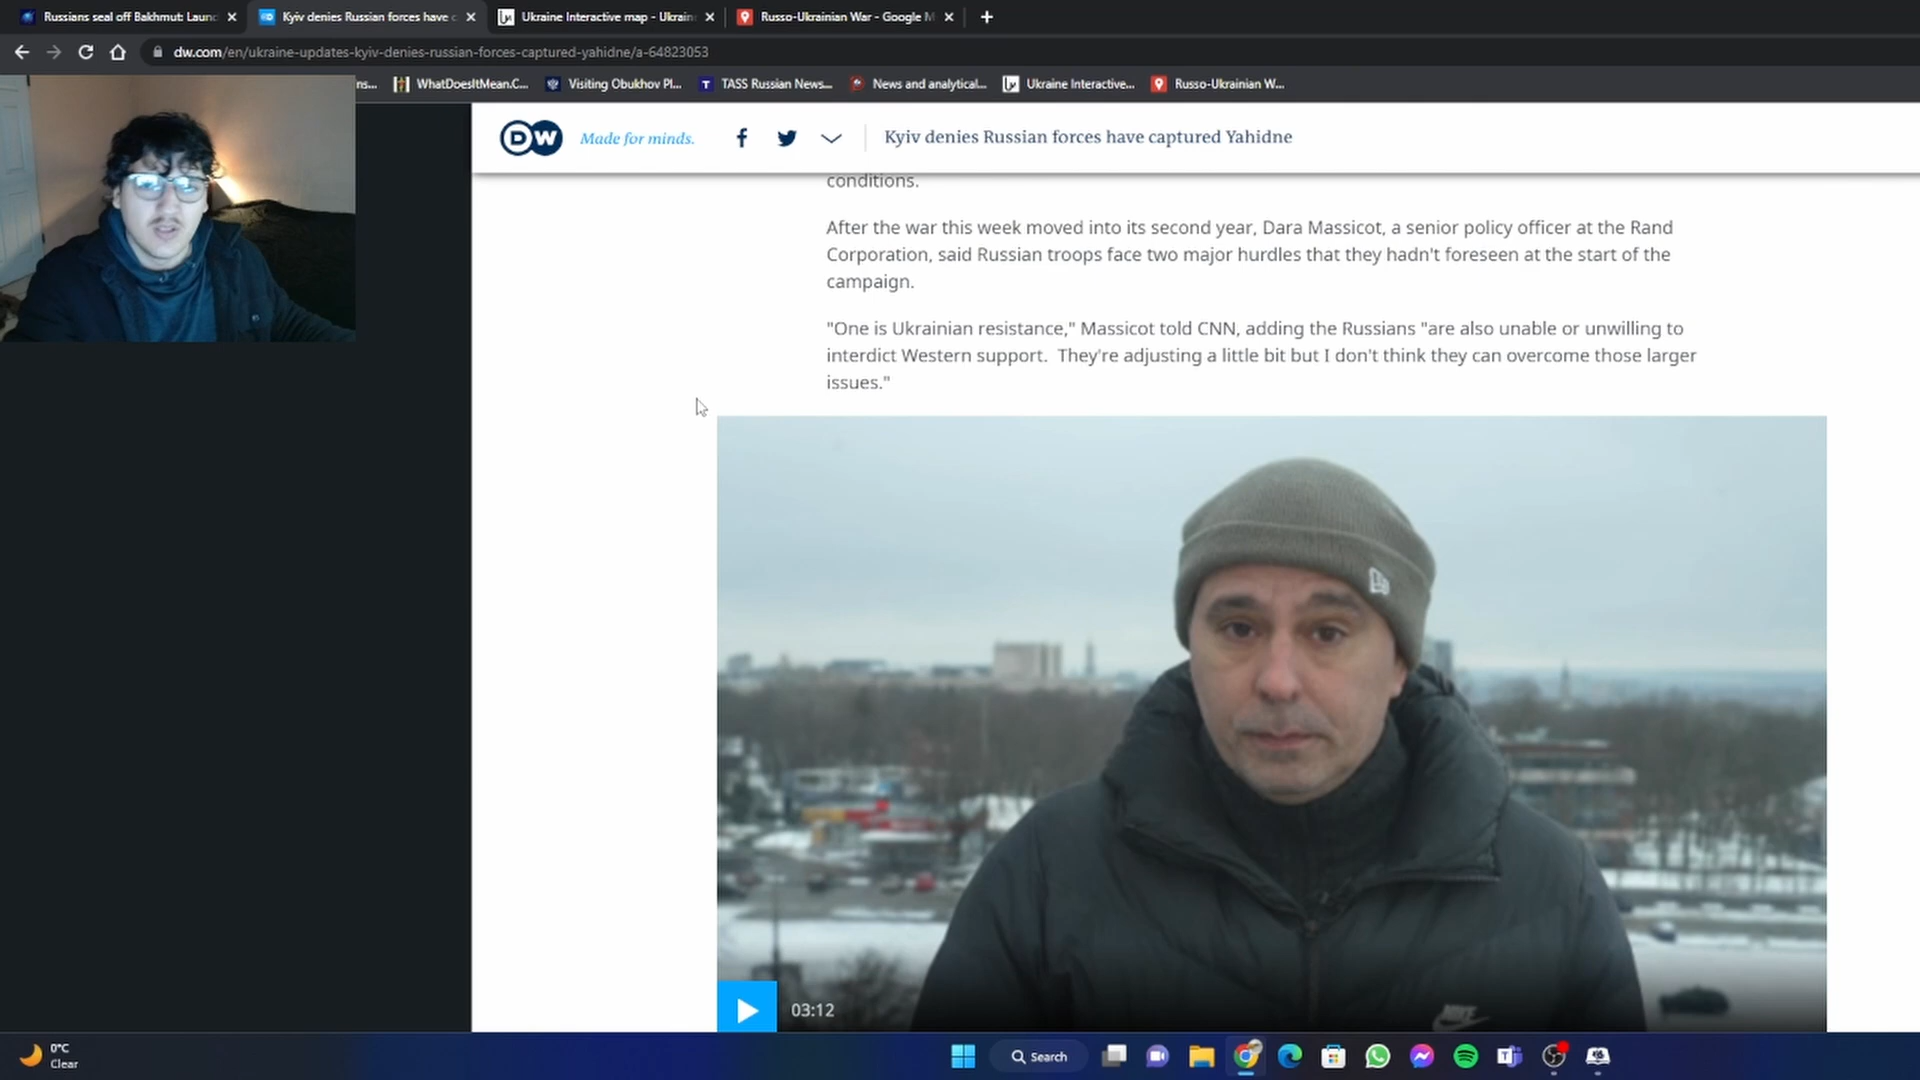 Russians seal off Bakhmut: Laun
Kyiv denies Russian forces have c
Ukraine Interactive map - Ukrain
Russo-Ukrainian War - Google M
dw.com/en/ukraine-updates-kyiv-denies-russian-forces-captured-yahidne/a-64823053
ns...
WhatDoesItMean.C...
Visiting Obukhov Pl...
TASS Russian News...
News and analytical...
Ukraine Interactive...
Russo-Ukrainian W...
DW
Made for minds.
Kyiv denies Russian forces have captured Yahidne
conditions.
After the war this week moved into its second year, Dara Massicot, a senior policy officer at the Rand
Corporation, said Russian troops face two major hurdles that they hadn't foreseen at the start of the
campaign.
"One is Ukrainian resistance," Massicot told CNN, adding the Russians "are also unable or unwilling to
interdict Western support.  They're adjusting a little bit but I don't think they can overcome those larger
issues."
03:12
NIKE
0°C
Clear
Search